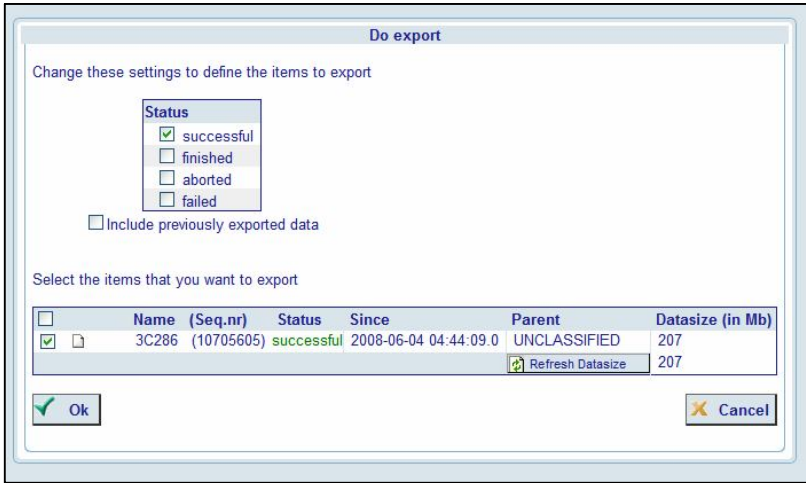 Do export
Change these settings to define the items to export
Status
successful
finished
aborted
failed
Include previously exported data
Select the items that you want to export
Name (Seq.nr) Status Since Parent Datasize (in Mb)
3C286 (10705605) successful 2008-06-04 04:44:09.0 UNCLASSIFIED 207
Refresh Datasize 207
Ok Cancel